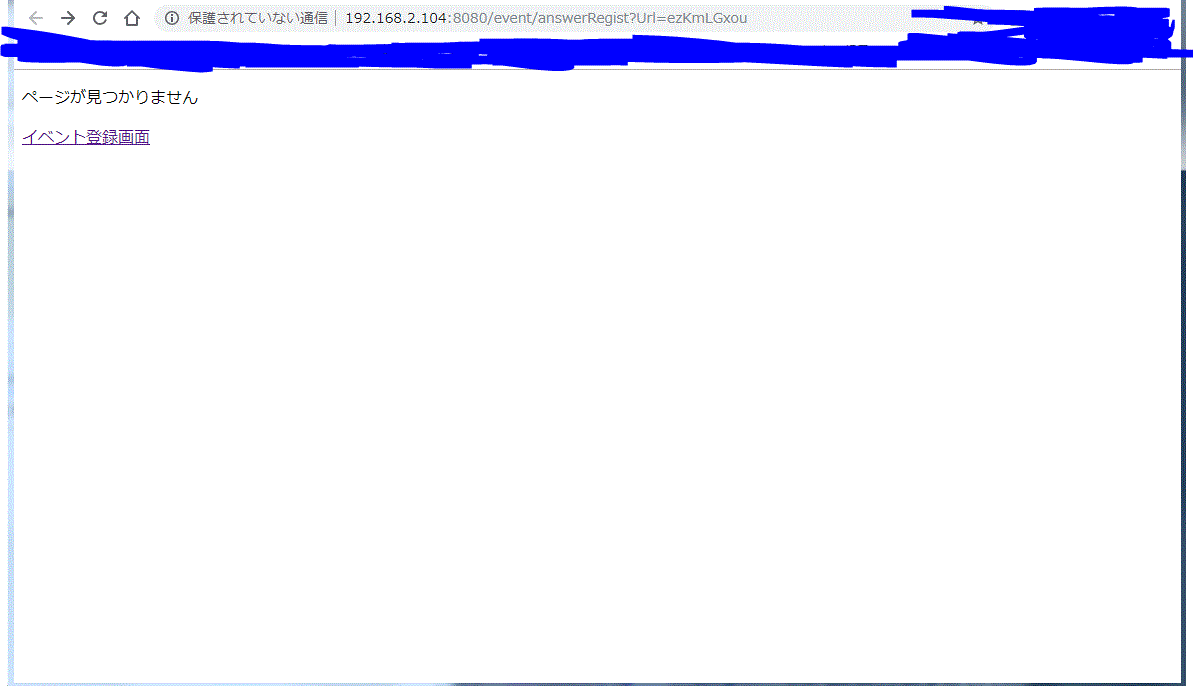 保護されていない通信 | 192.168.2.104:8080/event/answerRegist?Url=ezKmLGxou
ページが見つかりません
イベント登録画面